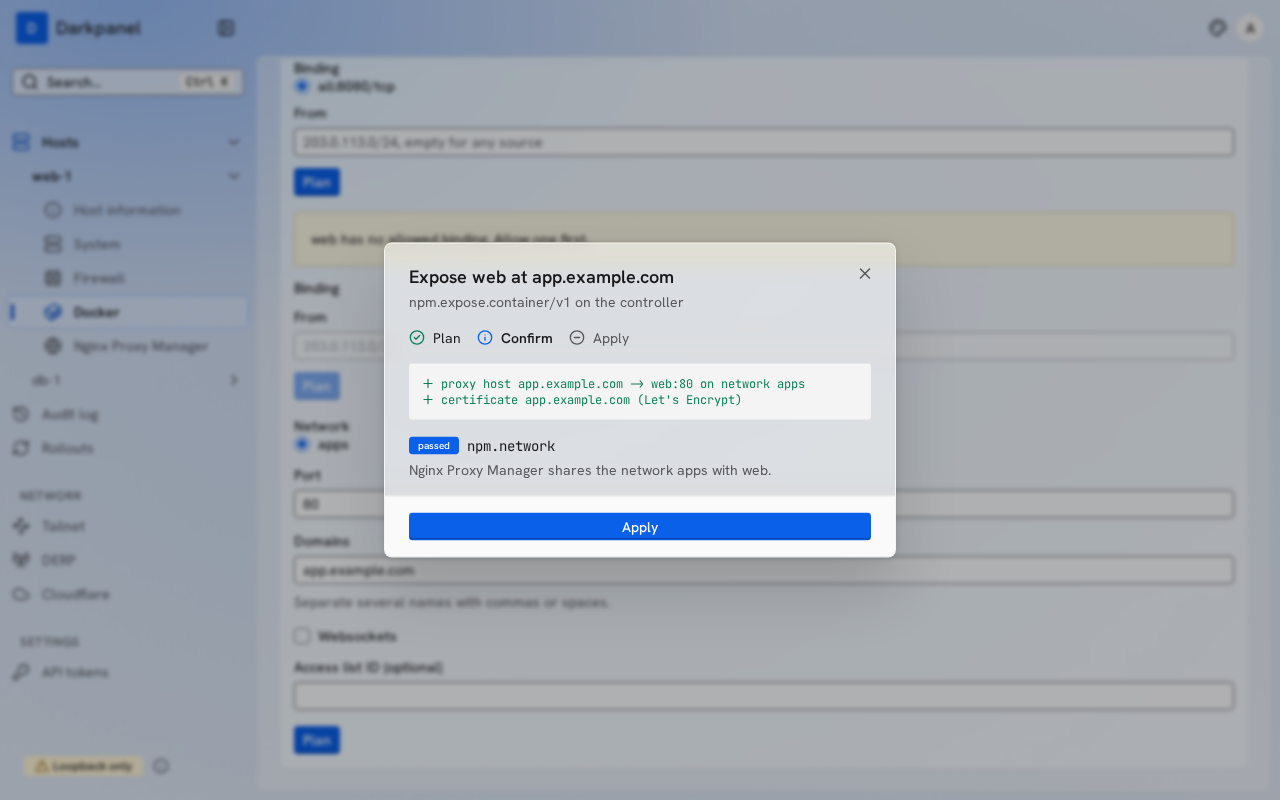 D Darkpanel
A
Search...
Ctrl K
Hosts
web-1
Host information
System
Firewall
Docker
Nginx Proxy Manager
db-1
Audit log
Rollouts
NETWORK
Tailnet
DERP
Cloudflare
SETTINGS
API tokens
Loopback only
Binding
all:8080/tcp
From
203.0.113.0/24, empty for any source
Plan
web has no allowed binding. Allow one first.
Binding
From
Plan
Network
apps
Port
80
Domains
app.example.com
Separate several names with commas or spaces.
Websockets
Access list ID (optional)
Plan
Expose web at app.example.com
npm.expose.container/v1 on the controller
Plan
Confirm
Apply
+ proxy host app.example.com → web:80 on network apps
+ certificate app.example.com (Let's Encrypt)
passed npm.network
Nginx Proxy Manager shares the network apps with web.
Apply